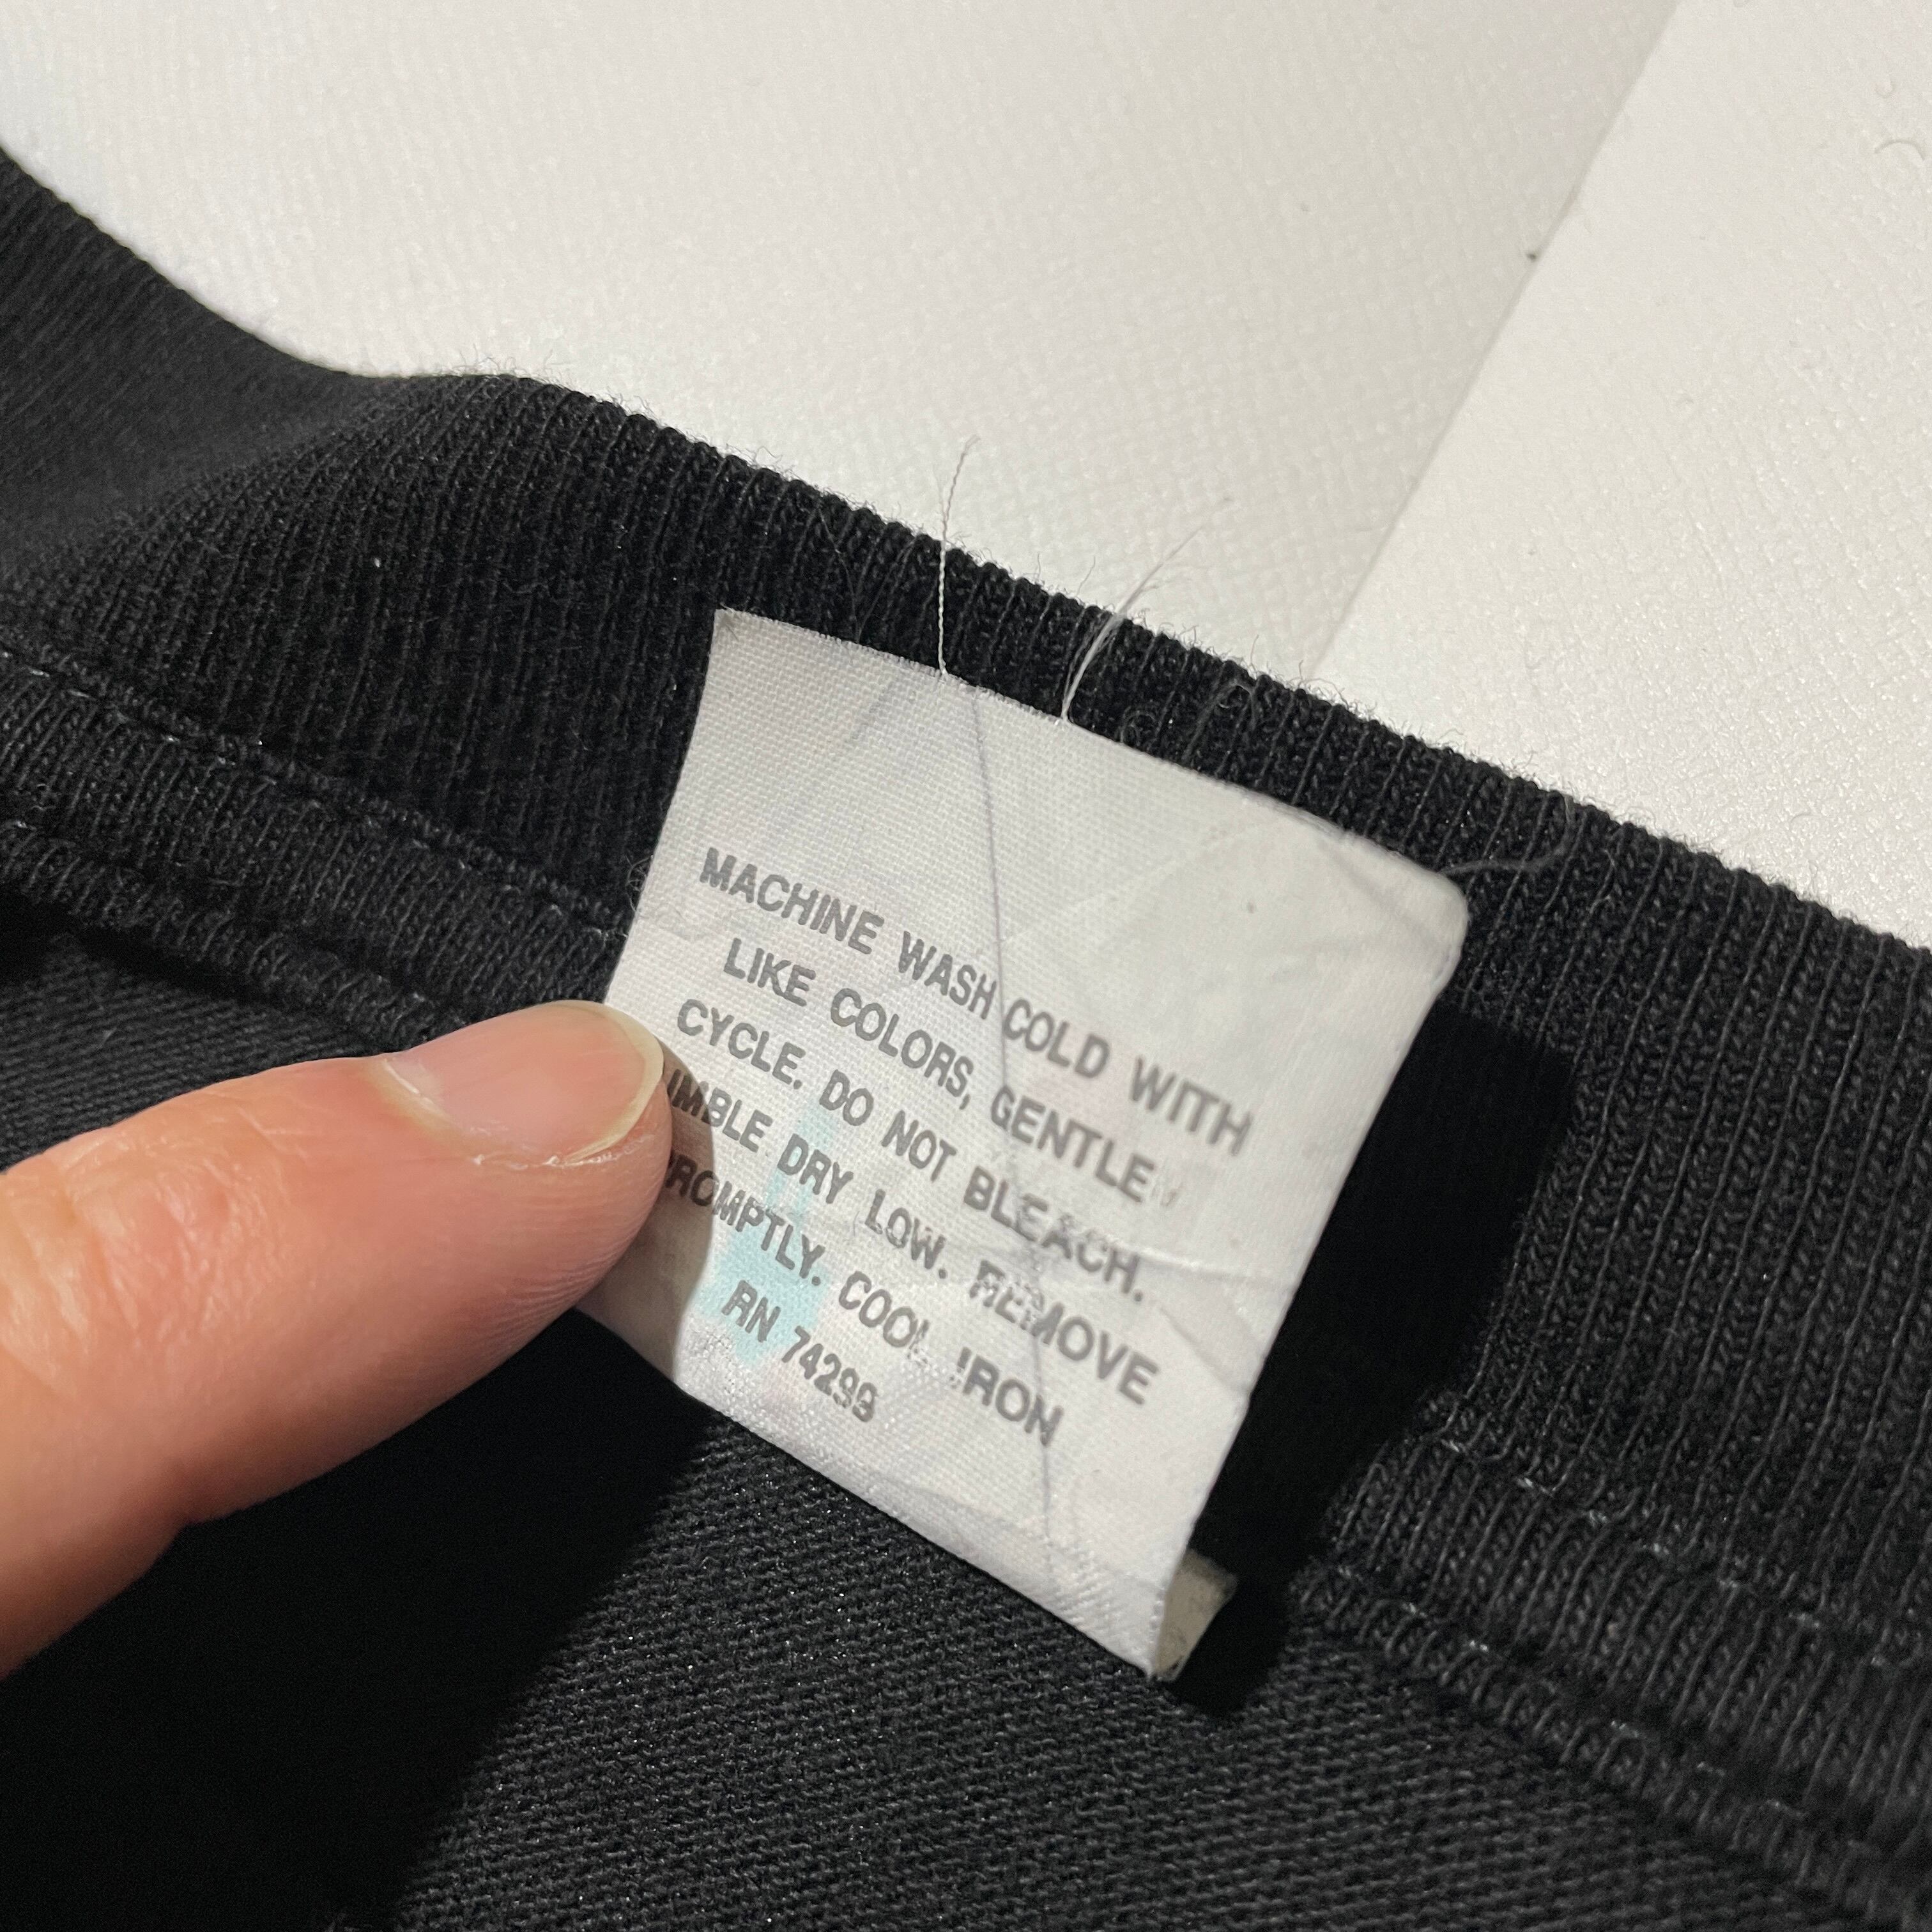 MACHINE WASH COLD WITH
LIKE COLORS, GENTLE
CYCLE. DO NOT BLEACH.
UMBLE DRY LOW. REMOVE
PROMPTLY. COOL IRON
RN 74299